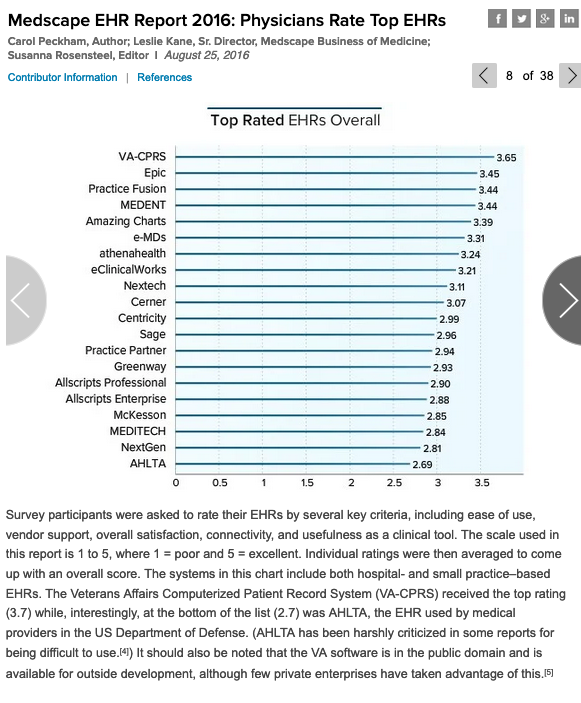 Medscape EHR Report 2016: Physicians Rate Top EHRs
f g+ in
Carol Peckham, Author; Leslie Kane, Sr. Director, Medscape Business of Medicine;
Susanna Rosensteel, Editor | August 25, 2016
Contributor Information | References
8 of 38
Top Rated EHRs Overall
VA-CPRS 3.65
Epic 3.45
Practice Fusion 3.44
MEDENT 3.44
Amazing Charts 3.39
e-MDs 3.31
athenahealth 3.24
eClinicalWorks 3.21
Nextech 3.11
Cerner 3.07
Centricity 2.99
Sage 2.96
Practice Partner 2.94
Greenway 2.93
Allscripts Professional 2.90
Allscripts Enterprise 2.88
McKesson 2.85
MEDITECH 2.84
NextGen 2.81
AHLTA 2.69
0 0.5 1 1.5 2 2.5 3 3.5
Survey participants were asked to rate their EHRs by several key criteria, including ease of use,
vendor support, overall satisfaction, connectivity, and usefulness as a clinical tool. The scale used in
this report is 1 to 5, where 1 = poor and 5 = excellent. Individual ratings were then averaged to come
up with an overall score. The systems in this chart include both hospital- and small practice–based
EHRs. The Veterans Affairs Computerized Patient Record System (VA-CPRS) received the top rating
(3.7) while, interestingly, at the bottom of the list (2.7) was AHLTA, the EHR used by medical
providers in the US Department of Defense. (AHLTA has been harshly criticized in some reports for
being difficult to use.[4]) It should also be noted that the VA software is in the public domain and is
available for outside development, although few private enterprises have taken advantage of this.[5]